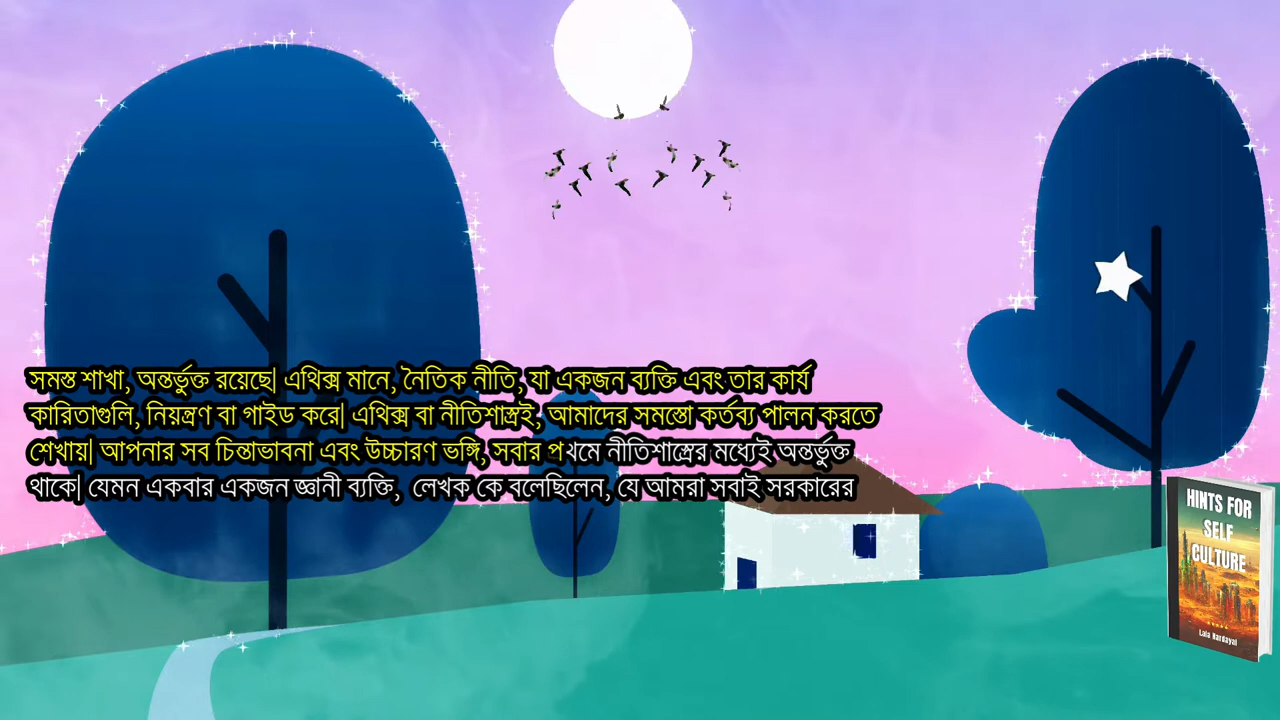 সমস্ত শাখা, অন্তর্ভুক্ত রয়েছে| এথিক্স মানে, নৈতিক নীতি, যা একজন ব্যক্তি এবং তার কার্য
কারিতাগুলি, নিয়ন্ত্রণ বা গাইড করে| এথিক্স বা নীতিশাস্ত্রই, আমাদের সমস্তো কর্তব্য পালন করতে
শেখায়| আপনার সব চিন্তাভাবনা এবং উচ্চারণ ভঙ্গি, সবার প্রথমে নীতিশাস্ত্রের মধ্যেই অন্তর্ভুক্ত
থাকে| যেমন একবার একজন জ্ঞানী ব্যক্তি, লেখক কে বলেছিলেন, যে আমরা সবাই সরকারের
HINTS FOR
SELF
CULTURE
Lala Hardayal